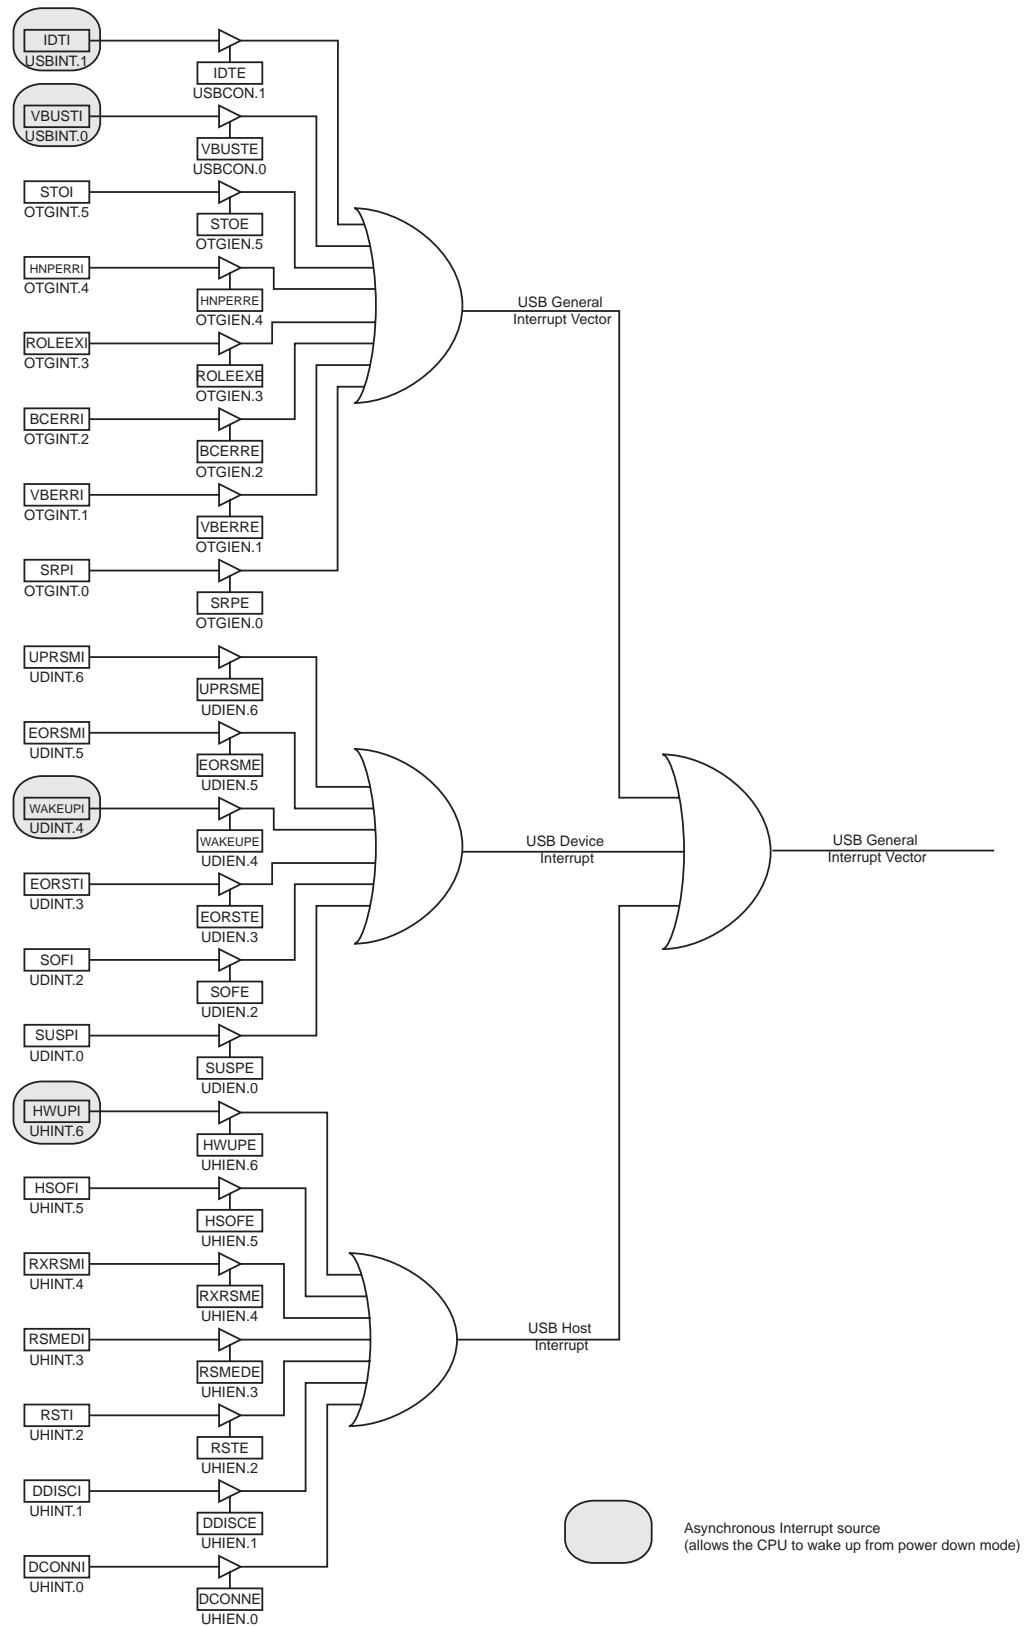 IDTI
USBINT.1
IDTE
USBCON.1
VBUSTI
USBINT.0
VBUSTE
USBCON.0
STOI
OTGINT.5
STOE
OTGIEN.5
HNPERRI
OTGINT.4
HNPERRE
OTGIEN.4
ROLEEXI
OTGINT.3
ROLEEXE
OTGIEN.3
BCERRI
OTGINT.2
BCERRE
OTGIEN.2
VBERRI
OTGINT.1
VBERRE
OTGIEN.1
SRPI
OTGINT.0
SRPE
OTGIEN.0
USB General
Interrupt Vector
UPRSMI
UDINT.6
UPRSME
UDIEN.6
EORSMI
UDINT.5
EORSME
UDIEN.5
WAKEUPI
UDINT.4
WAKEUPE
UDIEN.4
EORSTI
UDINT.3
EORSTE
UDIEN.3
SOFI
UDINT.2
SOFE
UDIEN.2
SUSPI
UDINT.0
SUSPE
UDIEN.0
USB Device
Interrupt
USB General
Interrupt Vector
HWUPI
UHINT.6
HWUPE
UHIEN.6
HSOFI
UHINT.5
HSOFE
UHIEN.5
RXRSMI
UHINT.4
RXRSME
UHIEN.4
RSMEDI
UHINT.3
RSMEDE
UHIEN.3
RSTI
UHINT.2
RSTE
UHIEN.2
DDISCI
UHINT.1
DDISCE
UHIEN.1
DCONNI
UHINT.0
DCONNE
UHIEN.0
USB Host
Interrupt
Asynchronous Interrupt source
(allows the CPU to wake up from power down mode)